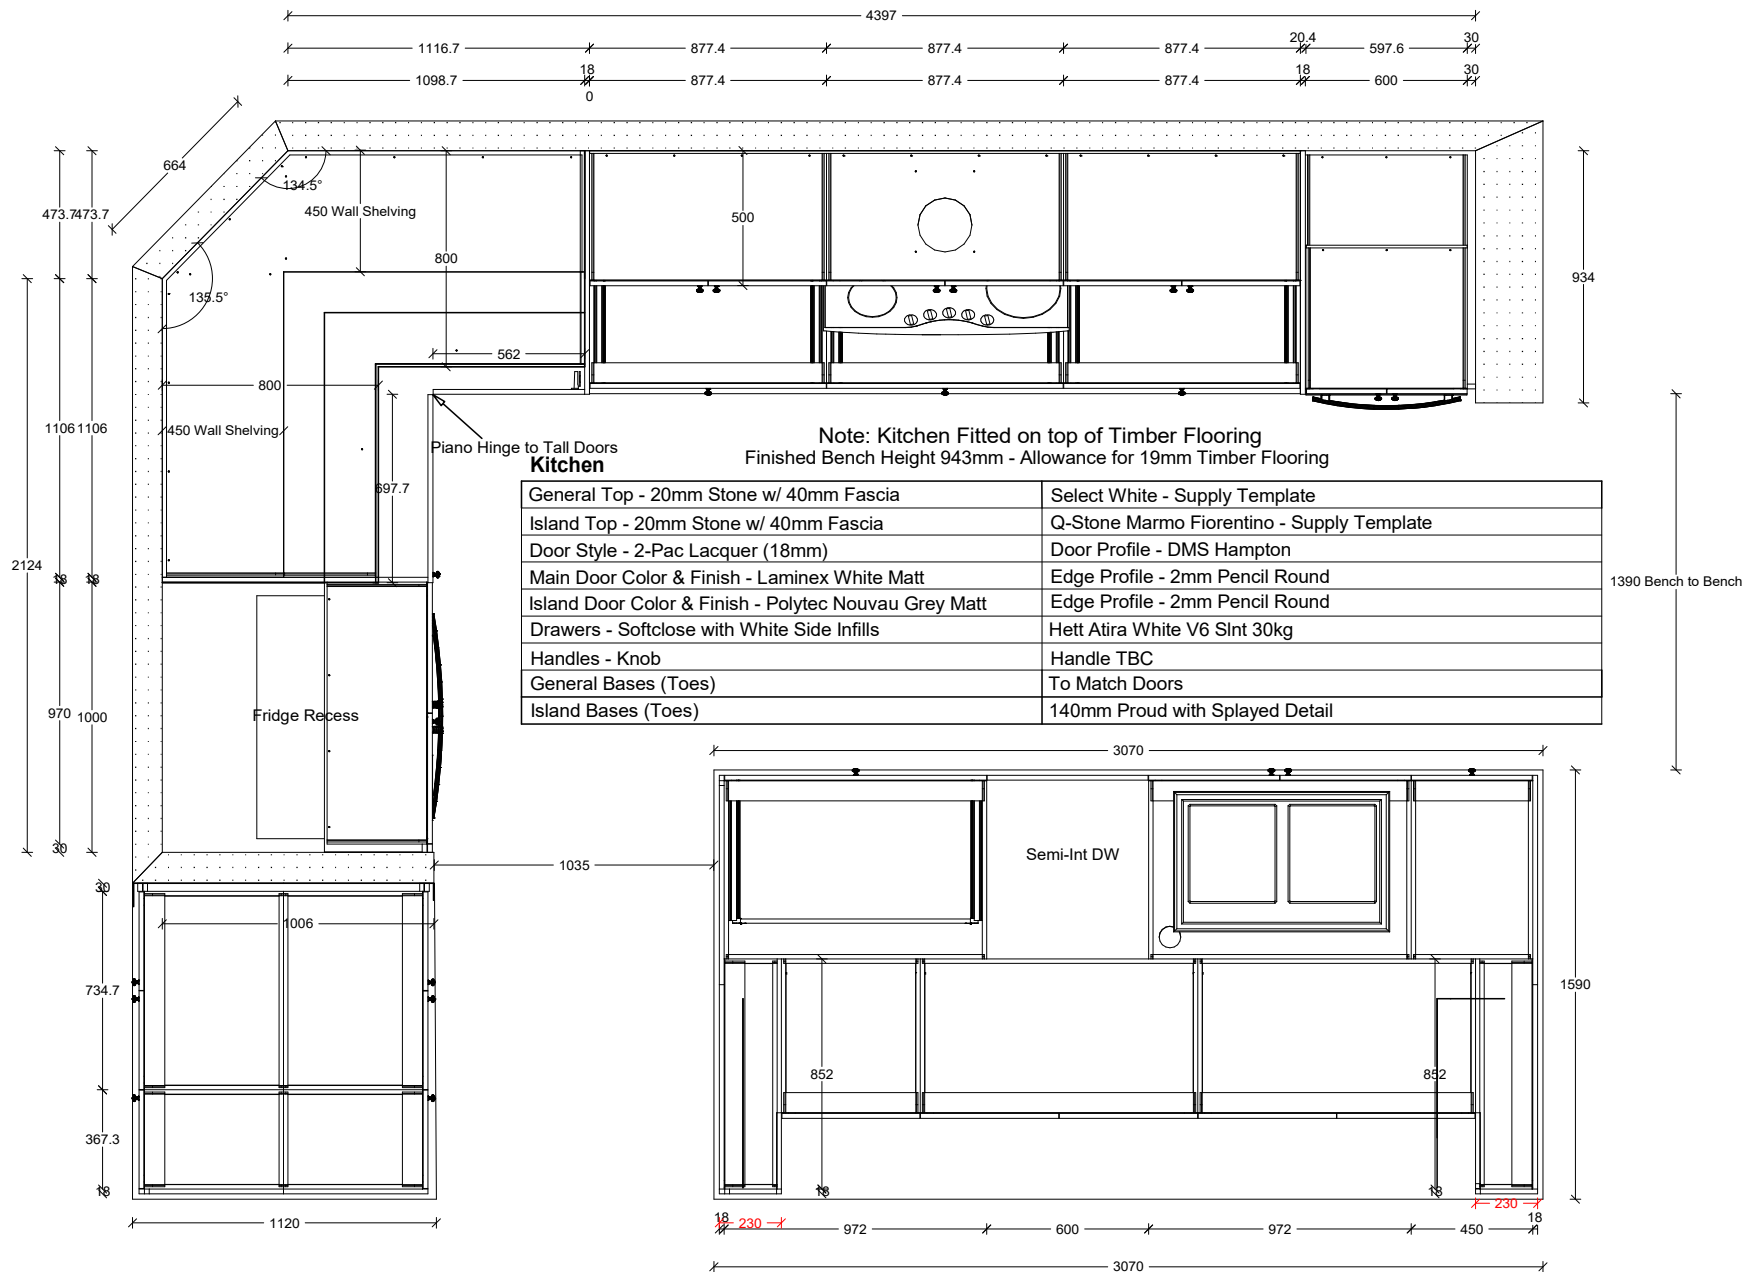 4397
1116.7 877.4 877.4 877.4 20.4 597.6 30
1098.7 18 877.4 877.4 877.4 18 600 30
0
664
473.7 473.7
134.5°
450 Wall Shelving
500
800
934
135.5°
562
800
1106 1106
450 Wall Shelving
Piano Hinge to Tall Doors
697.7
Note: Kitchen Fitted on top of Timber Flooring
Finished Bench Height 943mm - Allowance for 19mm Timber Flooring
Kitchen
General Top - 20mm Stone w/ 40mm Fascia Select White - Supply Template
Island Top - 20mm Stone w/ 40mm Fascia Q-Stone Marmo Fiorentino - Supply Template
Door Style - 2-Pac Lacquer (18mm) Door Profile - DMS Hampton
Main Door Color & Finish - Laminex White Matt Edge Profile - 2mm Pencil Round
Island Door Color & Finish - Polytec Nouvau Grey Matt Edge Profile - 2mm Pencil Round
Drawers - Softclose with White Side Infills Hett Atira White V6 Slnt 30kg
Handles - Knob Handle TBC
General Bases (Toes) To Match Doors
Island Bases (Toes) 140mm Proud with Splayed Detail
1390 Bench to Bench
2124
18 18
970 1000
Fridge Recess
30
3070
1035
Semi-Int DW
30
1006
734.7
1590
852 852
367.3
18
18 18
1120
18 230 230 18
972 600 972 450
3070